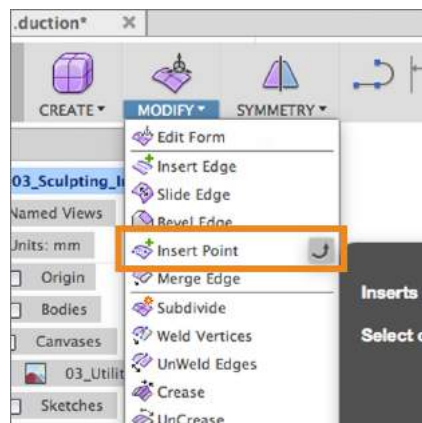 .duction*
CREATE MODIFY SYMMETRY
Edit Form
Insert Edge
03_Sculpting_I
Slide Edge
Named Views
Bevel Edge
Units: mm
Insert Point
Origin
Merge Edge
Inserts
Bodies
Subdivide
Select
Canvases
Weld Vertices
03_Utilit
UnWeld Edges
Crease
Sketches
UnCrease